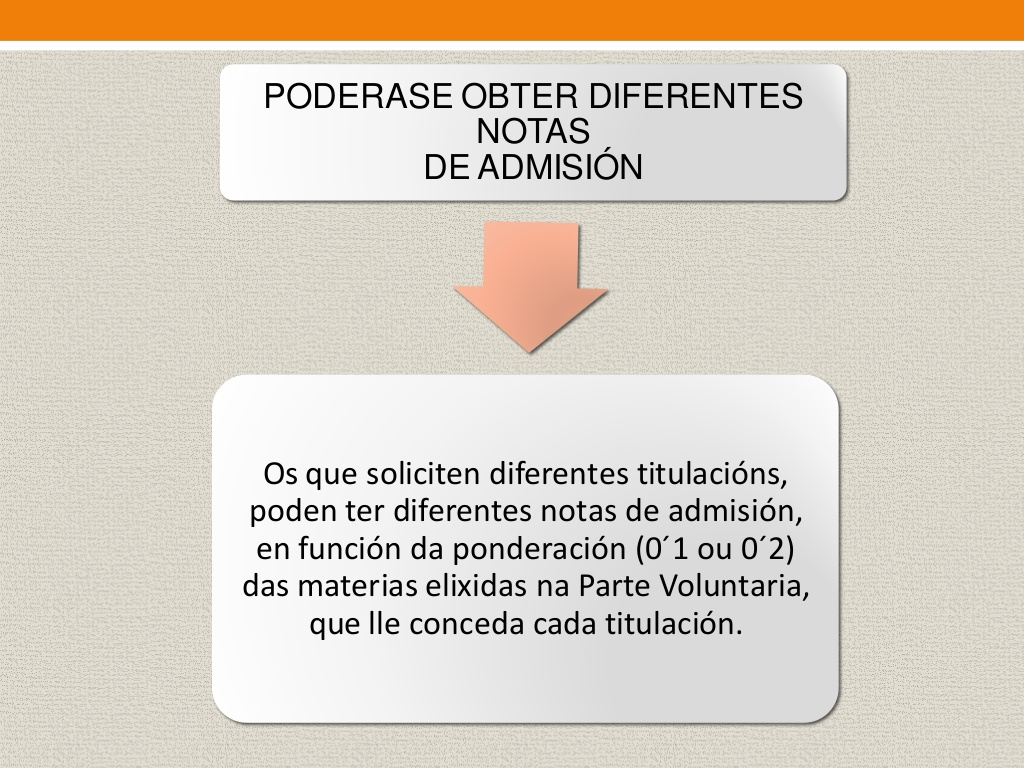 PODERASE OBTER DIFERENTES
NOTAS
DE ADMISIÓN
Os que soliciten diferentes titulacións,
poden ter diferentes notas de admisión,
en función da ponderación (0´1 ou 0´2)
das materias elixidas na Parte Voluntaria,
que lle conceda cada titulación.